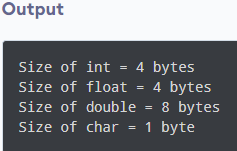 Output
Size of int = 4 bytes
Size of float = 4 bytes
Size of double = 8 bytes
Size of char = 1 byte